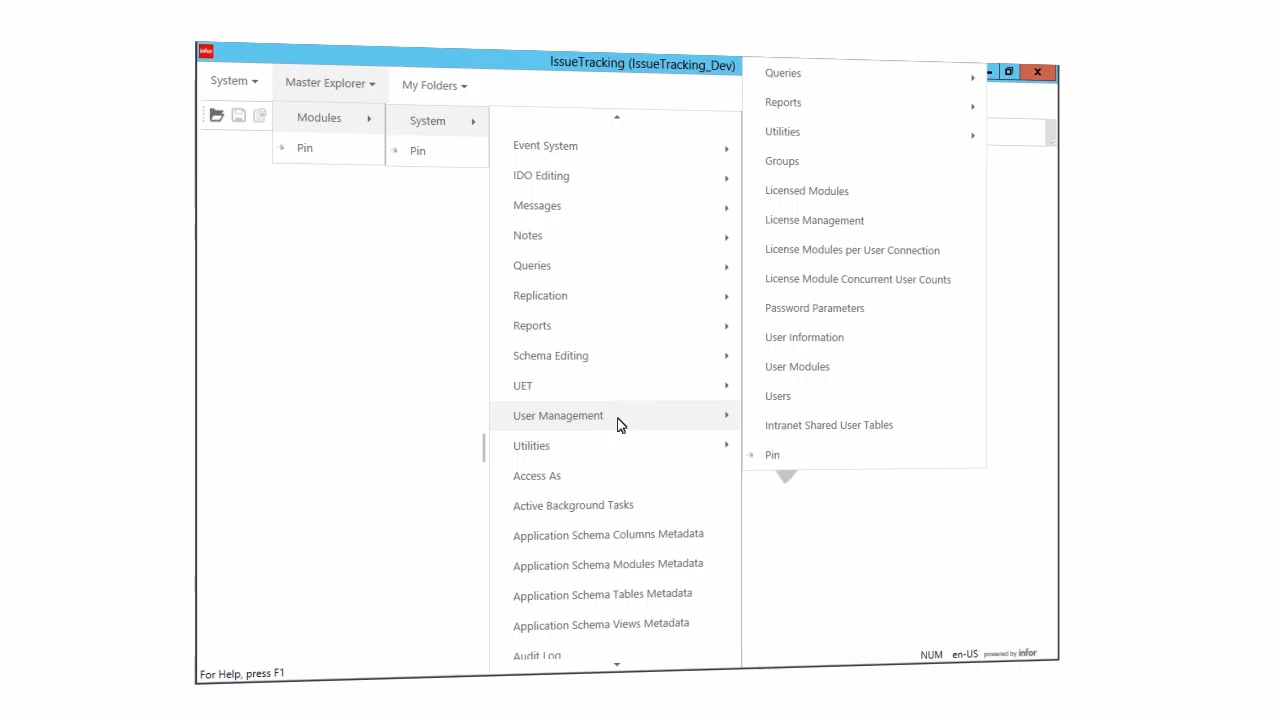 infor
IssueTracking (IssueTracking_Dev)
X
System
Master Explorer
My Folders
Modules
Pin
System
Pin
Event System
IDO Editing
Messages
Notes
Queries
Replication
Reports
Schema Editing
UET
User Management
Utilities
Access As
Active Background Tasks
Application Schema Columns Metadata
Application Schema Modules Metadata
Application Schema Tables Metadata
Application Schema Views Metadata
Audit Log
Queries
Reports
Utilities
Groups
Licensed Modules
License Management
License Modules per User Connection
License Module Concurrent User Counts
Password Parameters
User Information
User Modules
Users
Intranet Shared User Tables
Pin
For Help, press F1
NUM en-US powered by infor